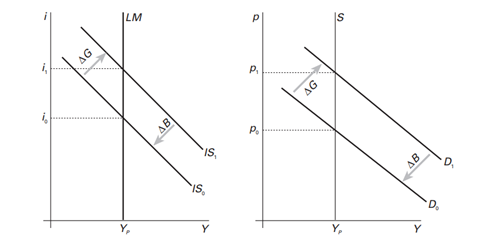 i
LM
ΔG
i₁
i₀
ΔB
IS₁
IS₀
Yₚ
Y
p
S
p₁
ΔG
p₀
ΔB
D₁
D₀
Yₚ
Y